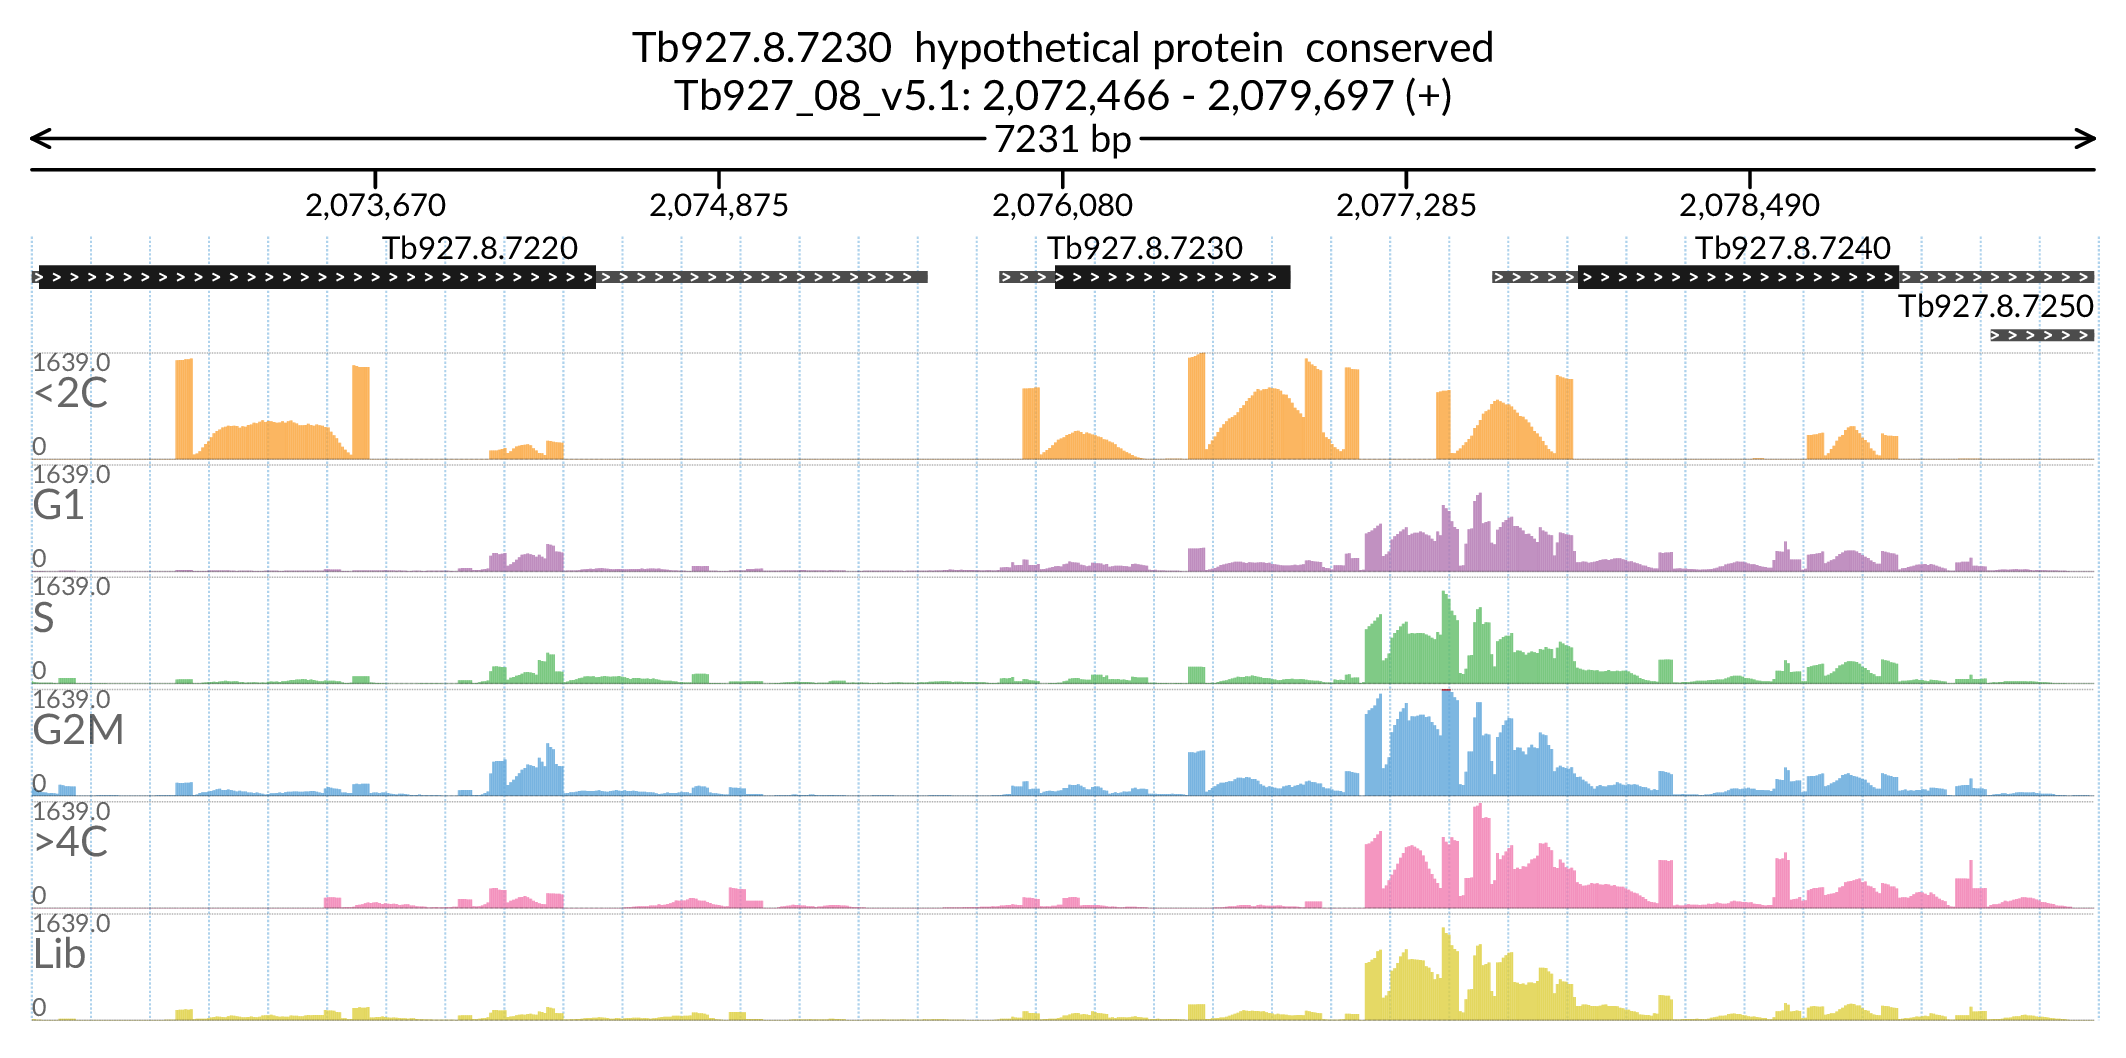 Tb927.8.7230  hypothetical protein  conserved
Tb927_08_v5.1: 2,072,466 - 2,079,697 (+)
7231 bp
2,073,670 2,074,875 2,076,080 2,077,285 2,078,490
Tb927.8.7220 Tb927.8.7230 Tb927.8.7240
Tb927.8.7250
1639.0
<2C
0
1639.0
G1
0
1639.0
S
0
1639.0
G2M
0
1639.0
>4C
0
1639.0
Lib
0